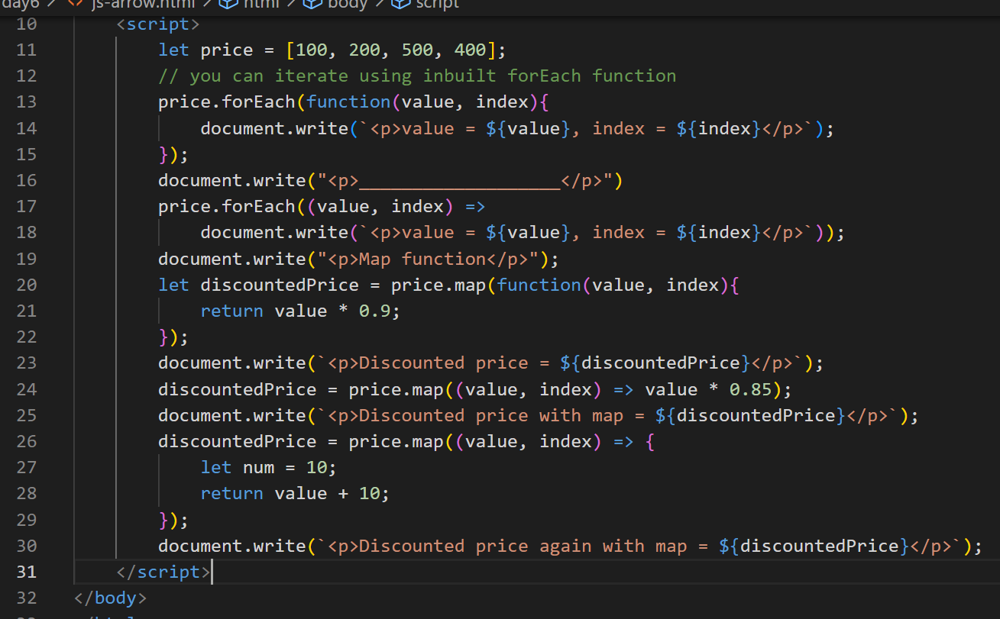 day6 > <> js-arrow.html > html > body > script
10 <script>
11 let price = [100, 200, 500, 400];
12 // you can iterate using inbuilt forEach function
13 price.forEach(function(value, index){
14 document.write(`<p>value = ${value}, index = ${index}</p>`);
15 });
16 document.write("<p>___________________</p>")
17 price.forEach((value, index) =>
18 document.write(`<p>value = ${value}, index = ${index}</p>`));
19 document.write("<p>Map function</p>");
20 let discountedPrice = price.map(function(value, index){
21 return value * 0.9;
22 });
23 document.write(`<p>Discounted price = ${discountedPrice}</p>`);
24 discountedPrice = price.map((value, index) => value * 0.85);
25 document.write(`<p>Discounted price with map = ${discountedPrice}</p>`);
26 discountedPrice = price.map((value, index) => {
27 let num = 10;
28 return value + 10;
29 });
30 document.write(`<p>Discounted price again with map = ${discountedPrice}</p>`);
31 </script>
32 </body>